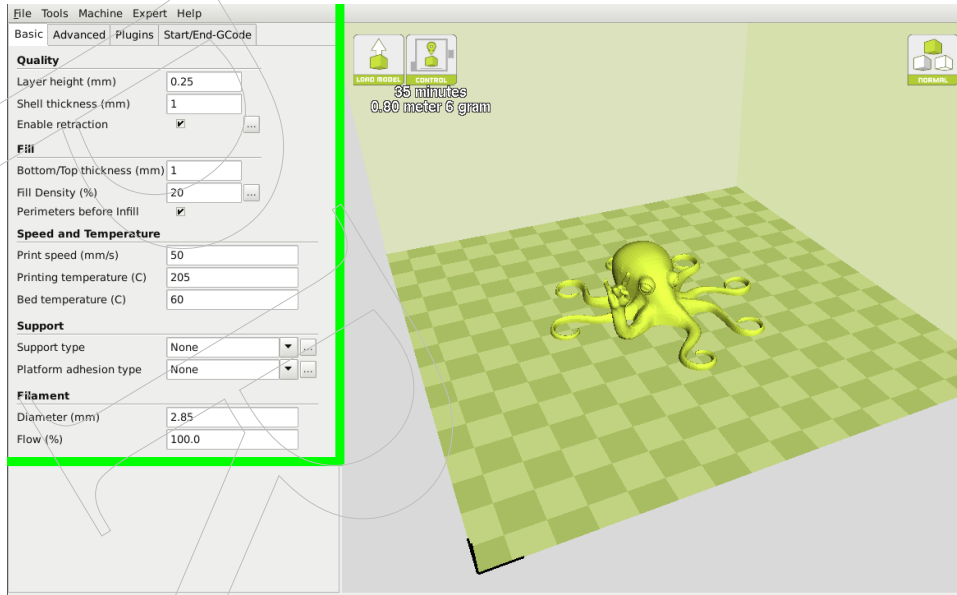 File Tools Machine Expert Help
Basic Advanced Plugins Start/End-GCode
Quality
Layer height (mm) 0.25
Shell thickness (mm) 1
Enable retraction ...
Fill
Bottom/Top thickness (mm) 1
Fill Density (%) 20 ...
Perimeters before Infill
Speed and Temperature
Print speed (mm/s) 50
Printing temperature (C) 205
Bed temperature (C) 60
Support
Support type None ...
Platform adhesion type None ...
Filament
Diameter (mm) 2.85
Flow (%) 100.0
LOAD MODEL CONTROL
35 minutes
0.80 meter 6 gram
NORMAL